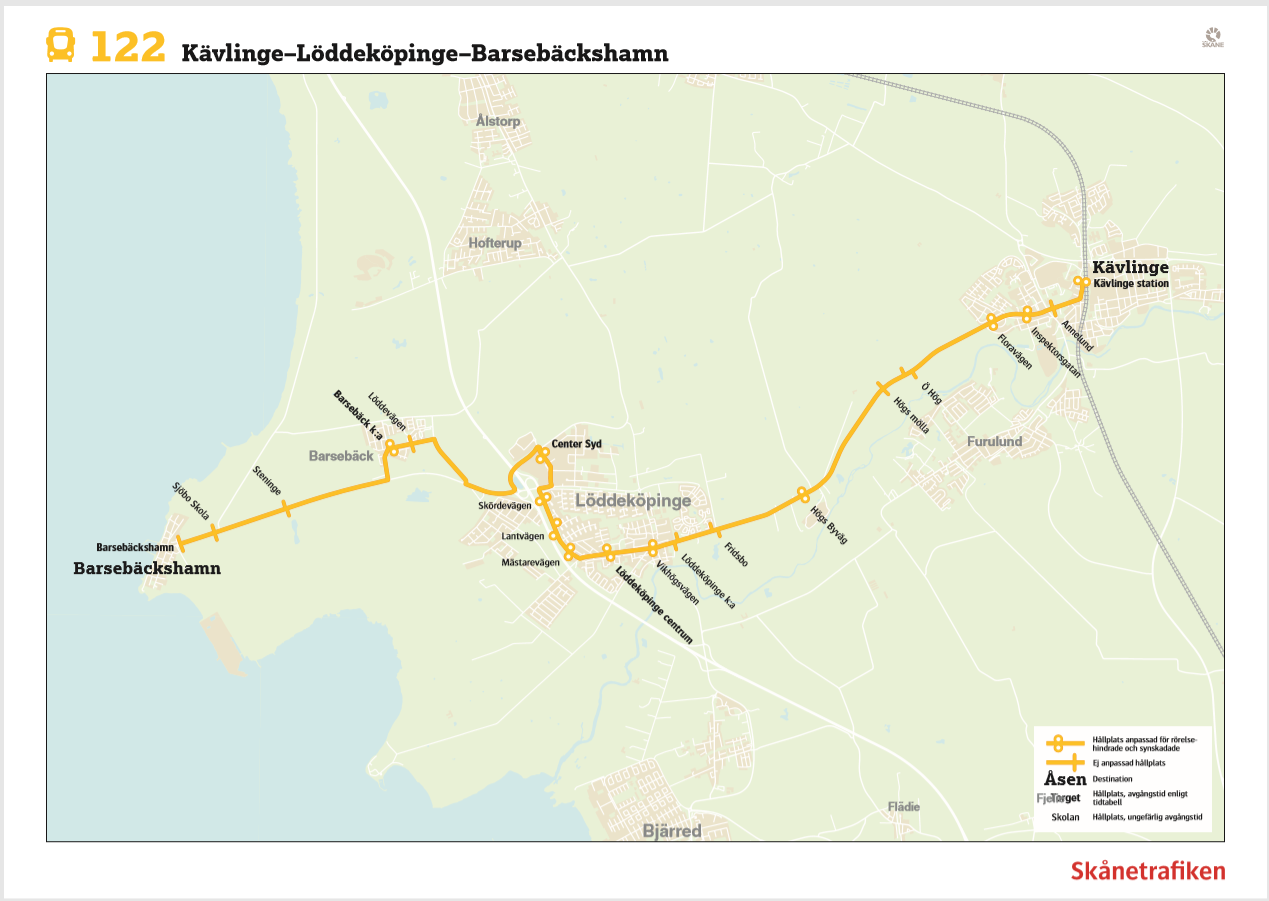 122 Kävlinge–Löddeköpinge–Barsebäckshamn
SKÅNE
Ålstorp
Hofterup
Kävlinge
Kävlinge station
Annelund
Inspektorsgatan
Floravägen
Ö Hög
Högs mölla
Furulund
Barsebäck k:a
Löddevägen
Barsebäck
Center Syd
Steninge
Sjöbo Skola
Skördevägen
Löddeköpinge
Högs Byväg
Lantvägen
Barsebäckshamn
Barsebäckshamn
Mästarevägen
Fridsbo
Löddeköpinge k:a
Vikhögsvägen
Löddeköpinge centrum
Flädie
Bjärred
Hållplats anpassad för rörelse-
hindrade och synskadade
Ej anpassad hållplats
Åsen Destination
Torget Hållplats, avgångstid enligt
tidtabell
Skolan Hållplats, ungefärlig avgångstid
Skånetrafiken